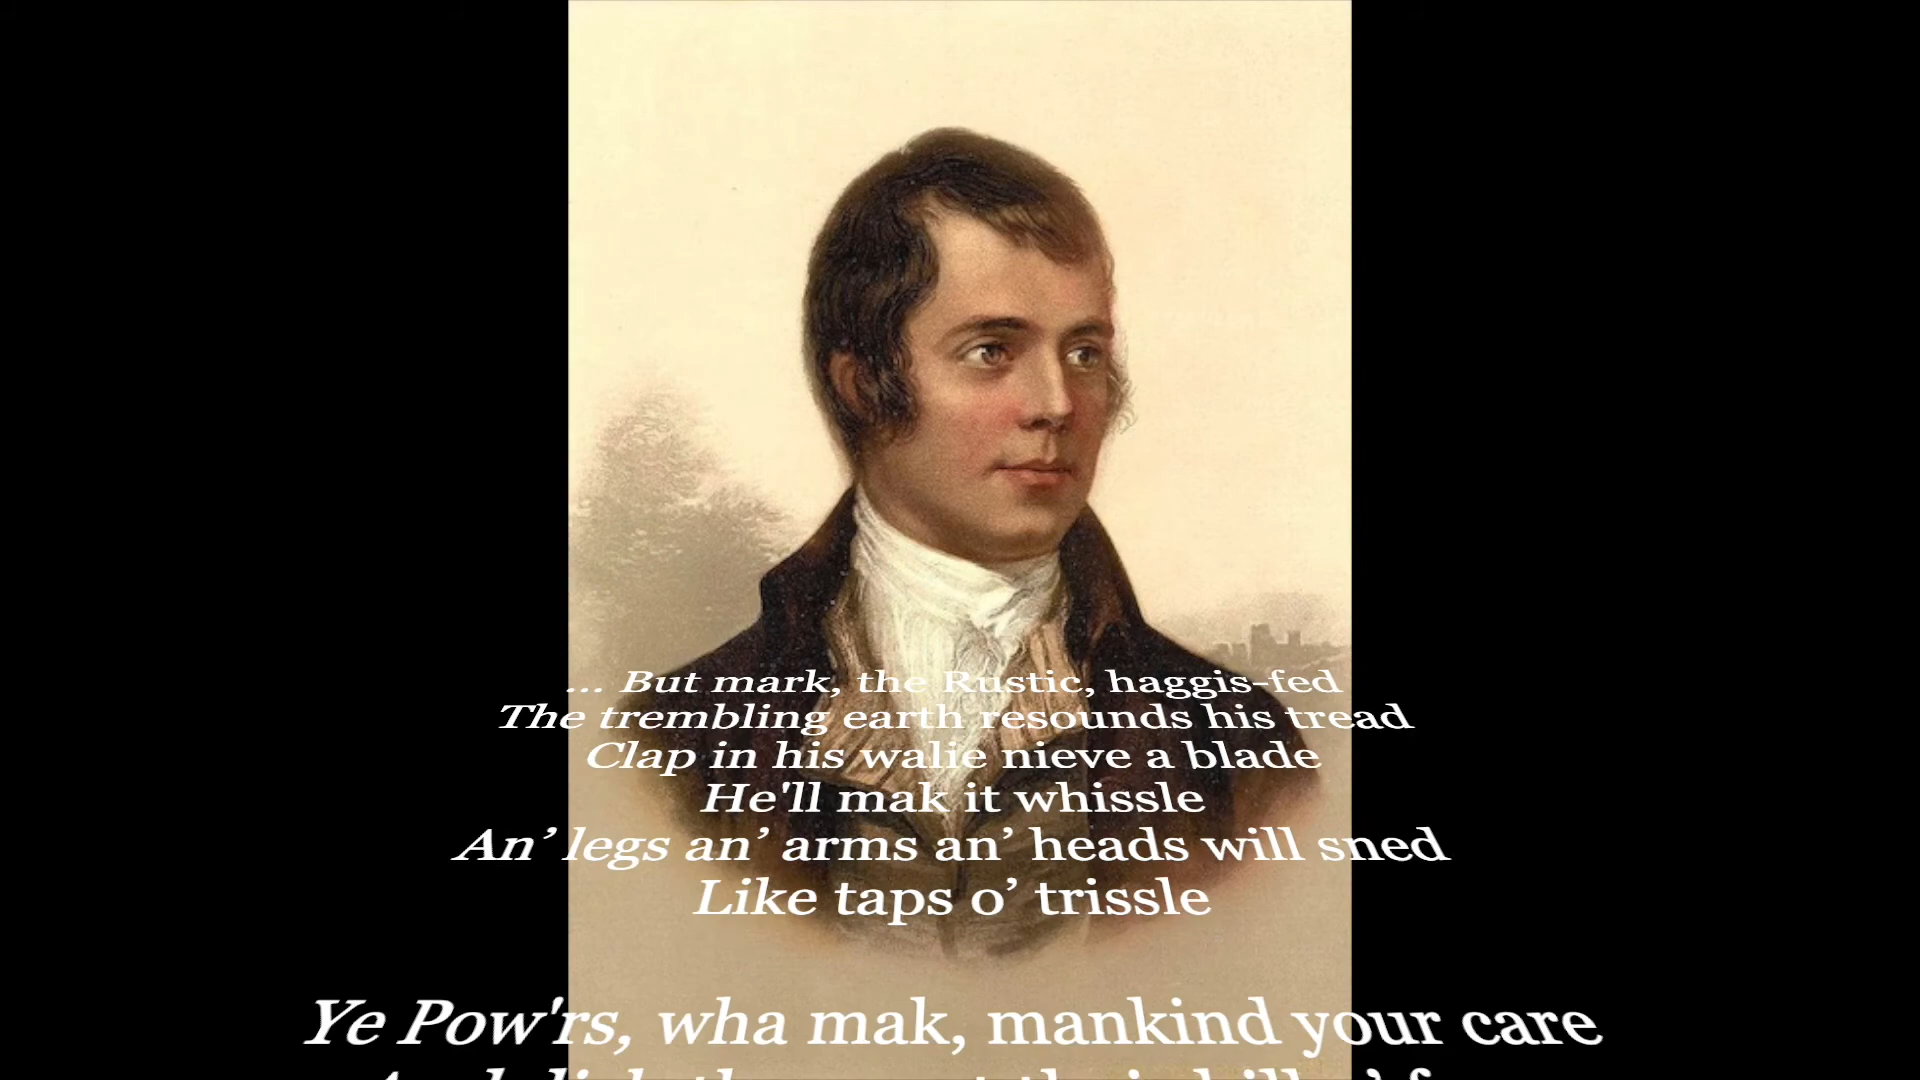 ... But mark, the Rustic, haggis-fed
The trembling earth resounds his tread
Clap in his walie nieve a blade
He'll mak it whissle
An’ legs an’ arms an’ heads will sned
Like taps o’ trissle
Ye Pow'rs, wha mak, mankind your care